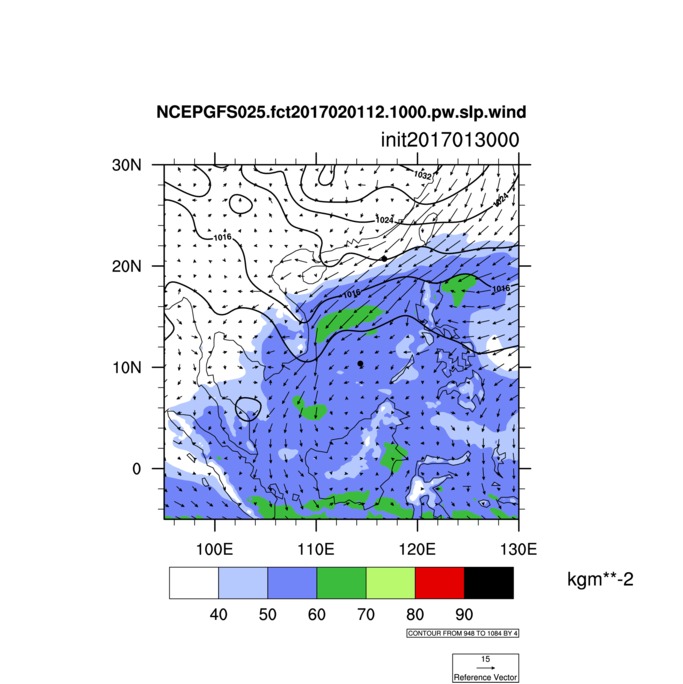 NCEPGFS025.fct2017020112.1000.pw.slp.wind
init2017013000
30N
1032
1024
1024
1016
20N
1016
1016
10N
0
100E 110E 120E 130E
kgm**-2
40 50 60 70 80 90
CONTOUR FROM 948 TO 1084 BY 4
15
Reference Vector